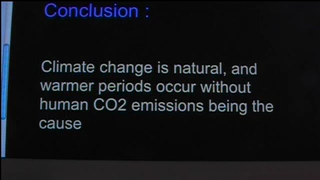 Conclusion :
Climate change is natural, and
warmer periods occur without
human CO2 emissions being the
cause